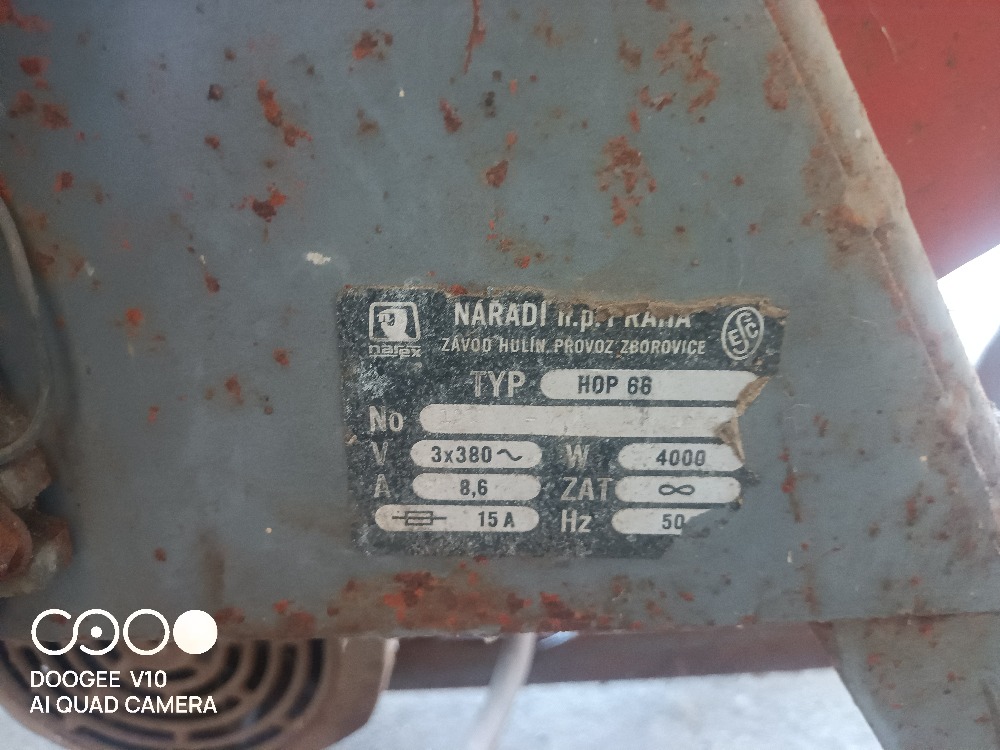 NÁŘADÍ n.p. PRAHA
narex
ZÁVOD HULÍN, PROVOZ ZBOROVICE
ESČ
TYP HOP 66
No
V 3x380~ W 4000
A 8,6 ZAT ∞
15 A Hz 50
DOOGEE V10
AI QUAD CAMERA